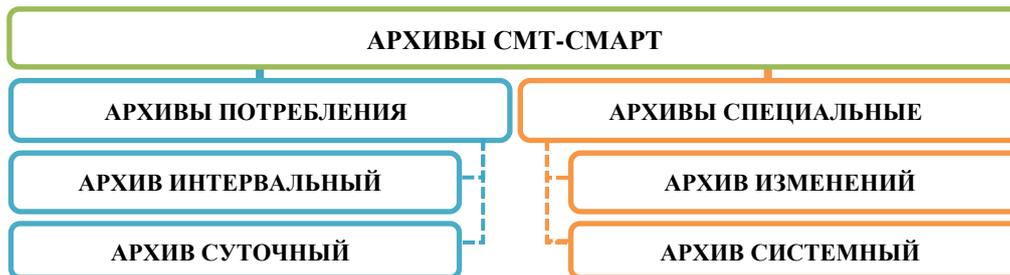 АРХИВЫ СМТ-СМАРТ
АРХИВЫ ПОТРЕБЛЕНИЯ
АРХИВЫ СПЕЦИАЛЬНЫЕ
АРХИВ ИНТЕРВАЛЬНЫЙ
АРХИВ ИЗМЕНЕНИЙ
АРХИВ СУТОЧНЫЙ
АРХИВ СИСТЕМНЫЙ